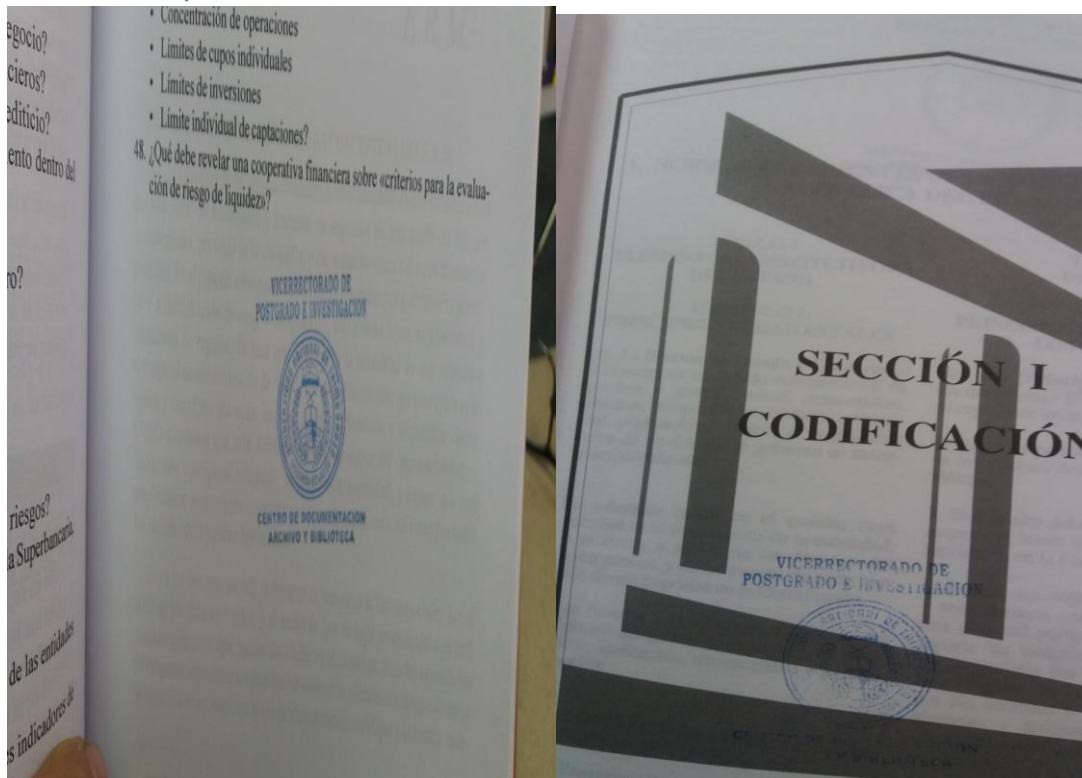 egocio?
cieros?
editicio?
ento dentro del
ro?
riesgos?
a Superbancaria,
de las entidades
s indicadores de
• Concentración de operaciones
• Límites de cupos individuales
• Límites de inversiones
• Límite individual de captaciones?
48. ¿Qué debe revelar una cooperativa financiera sobre «criterios para la evalua-
ción de riesgo de liquidez»?
VICERRECTORADO DE
POSTGRADO E INVESTIGACION
CENTRO DE DOCUMENTACION
ARCHIVO Y BIBLIOTECA
SECCIÓN I
CODIFICACIÓN
VICERRECTORADO DE
POSTGRADO E INVESTIGACION